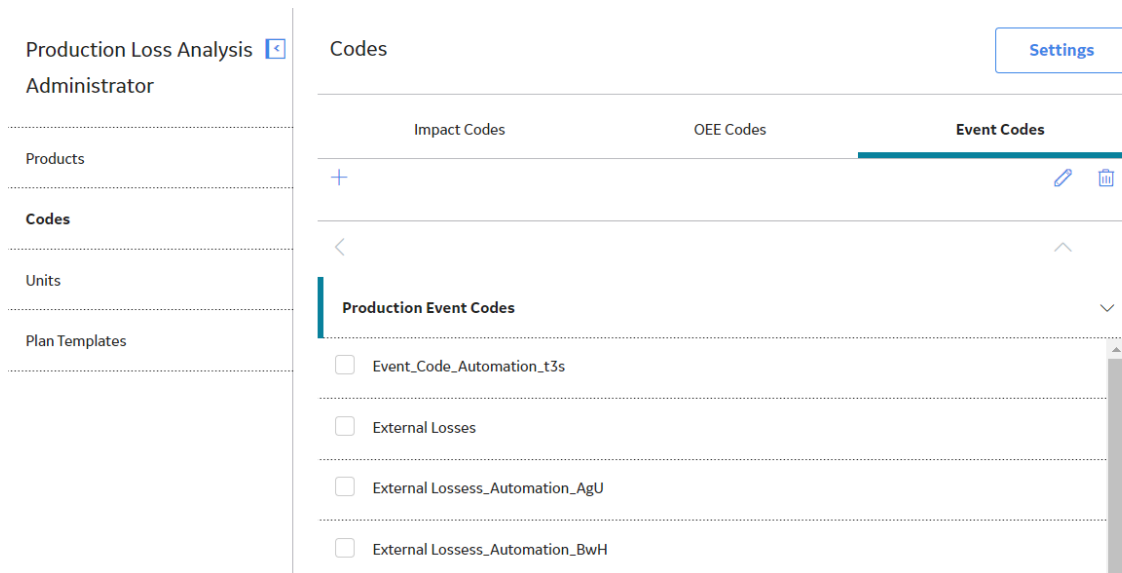 Production Loss Analysis
Administrator
Products
Codes
Units
Plan Templates
Codes
Settings
Impact Codes
OEE Codes
Event Codes
Production Event Codes
Event_Code_Automation_t3s
External Losses
External Lossess_Automation_AgU
External Lossess_Automation_BwH